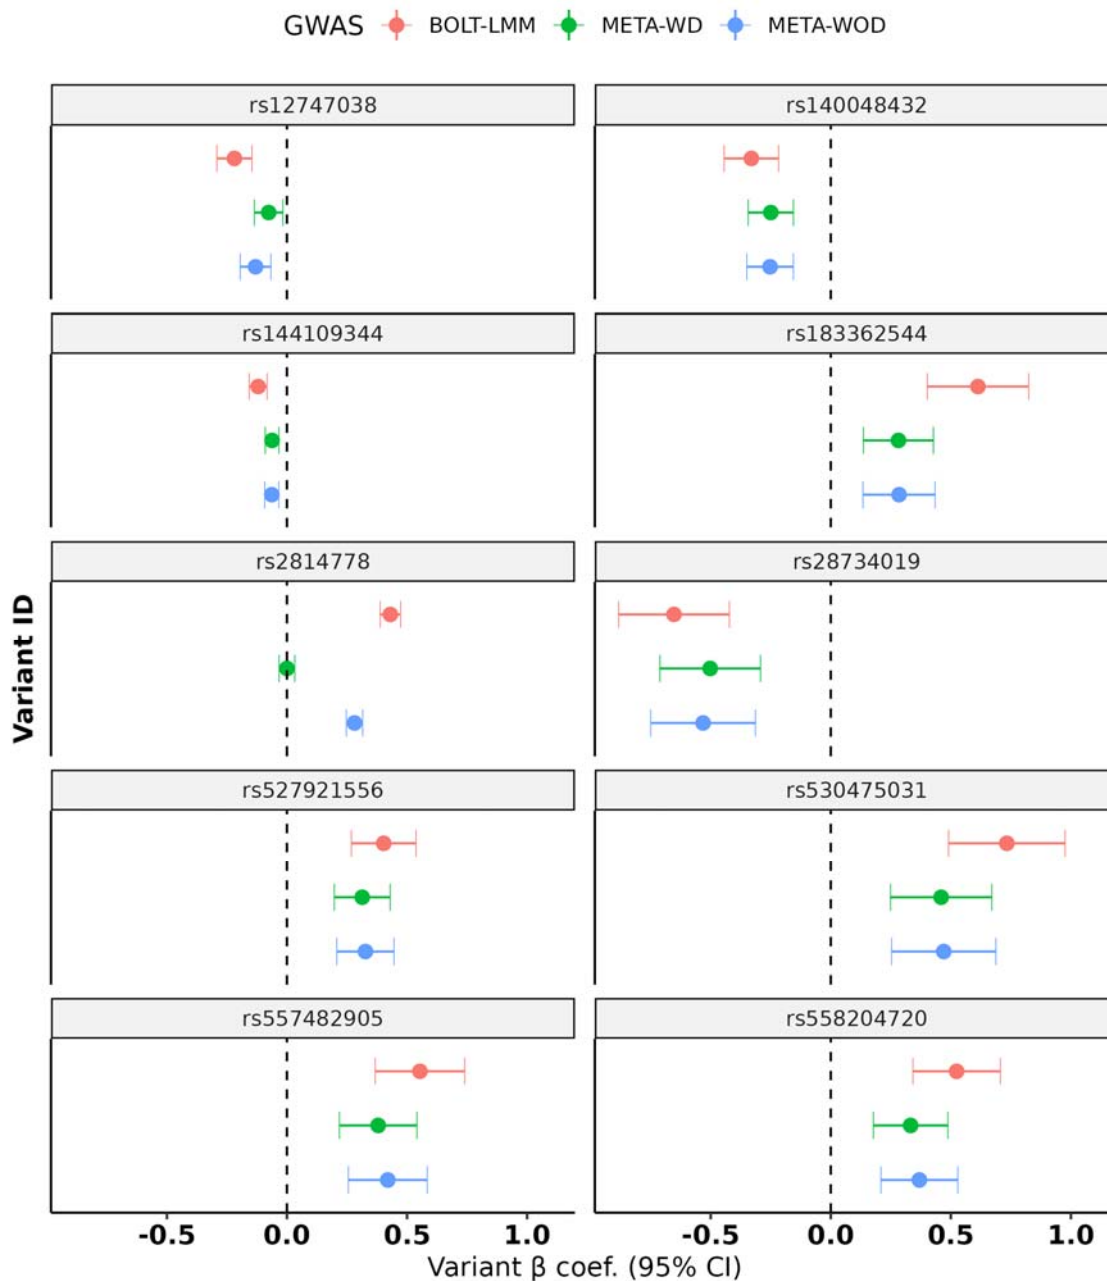 GWAS BOLT-LMM META-WD META-WOD
rs12747038 rs140048432
rs144109344 rs183362544
rs2814778 rs28734019
Variant ID
rs527921556 rs530475031
rs557482905 rs558204720
-0.5 0.0 0.5 1.0 -0.5 0.0 0.5 1.0
Variant β coef. (95% CI)